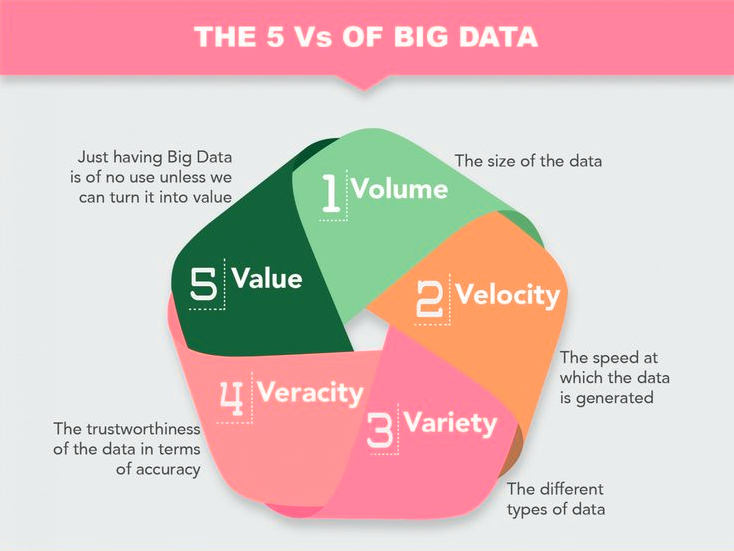 THE 5 Vs OF BIG DATA
1 Volume
The size of the data
2 Velocity
The speed at
which the data
is generated
3 Variety
The different
types of data
4 Veracity
The trustworthiness
of the data in terms
of accuracy
5 Value
Just having Big Data
is of no use unless we
can turn it into value